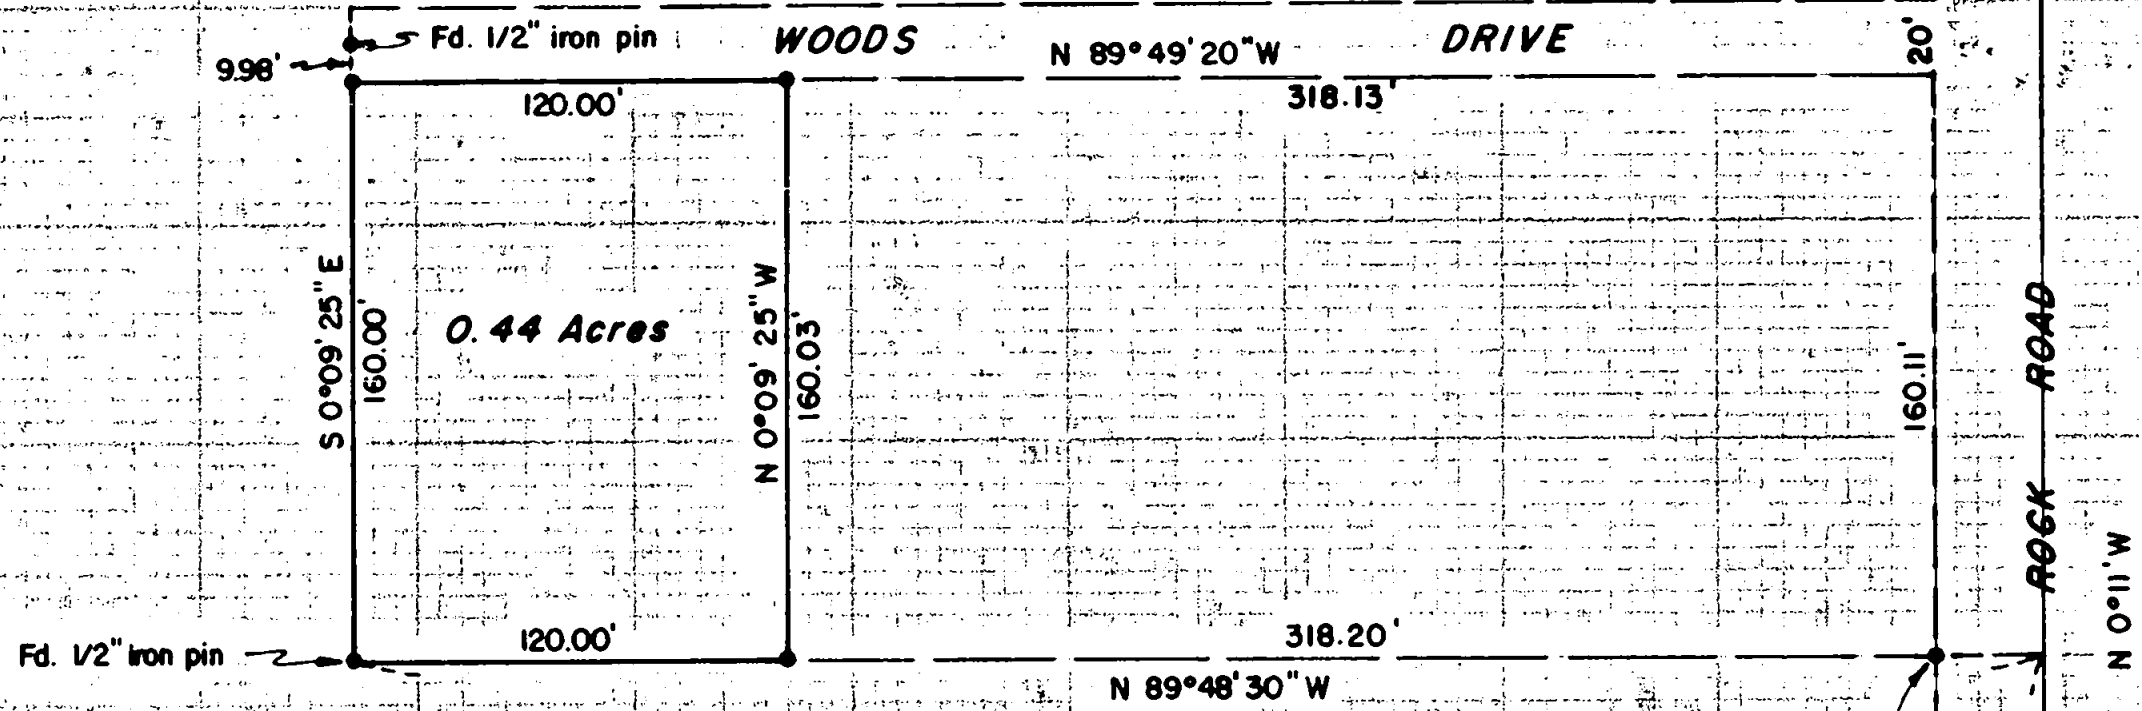 Fd. 1/2" iron pin
WOODS DRIVE
N 89°49'20"W
20'
9.98'
120.00'
318.13'
S 0°09'25"E
160.00'
0.44 Acres
N 0°09'25"W
160.03'
160.11'
ROCK ROAD
N 0°11'W
Fd. 1/2" iron pin
120.00'
318.20'
N 89°48'30"W